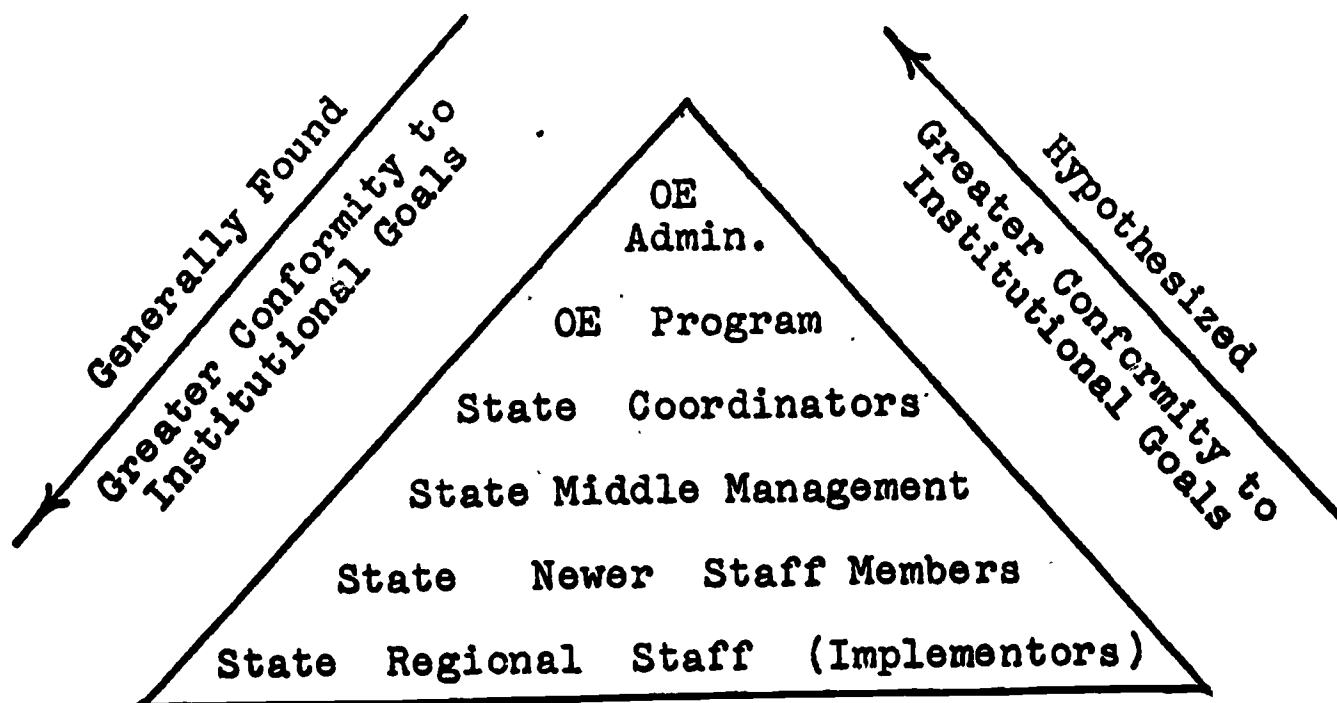 Generally Found
Greater Conformity to
Institutional Goals
Hypothesized
Greater Conformity to
Institutional Goals
OE
Admin.
OE Program
State Coordinators
State Middle Management
State Newer Staff Members
State Regional Staff (Implementors)